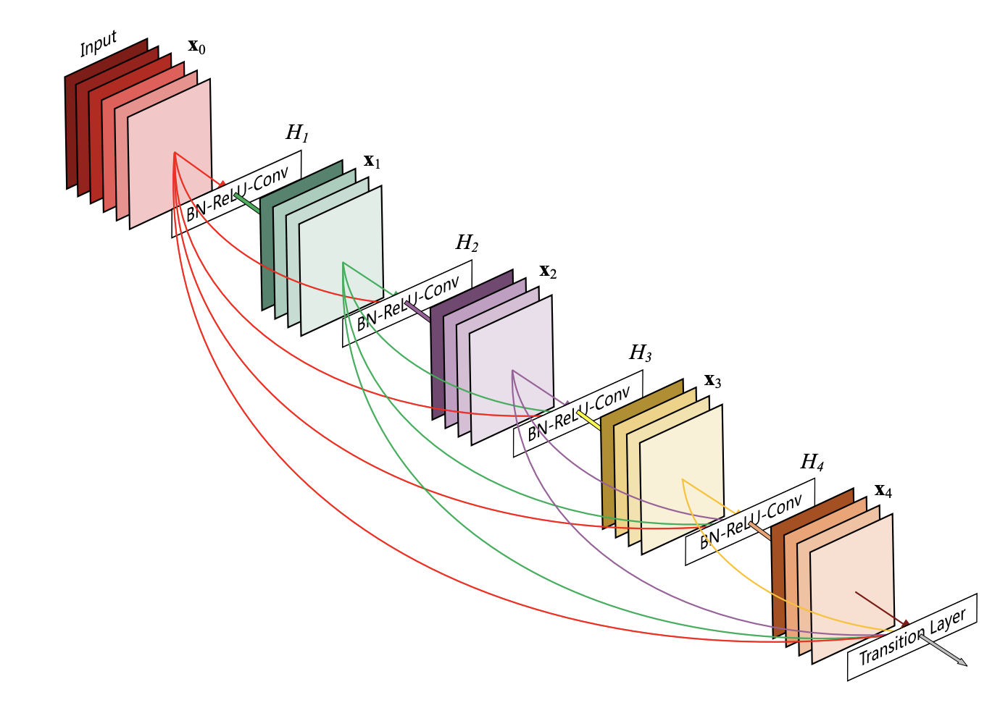 Input
x0
H1
BN-ReLU-Conv
x1
H2
BN-ReLU-Conv
x2
H3
BN-ReLU-Conv
x3
H4
BN-ReLU-Conv
x4
Transition Layer